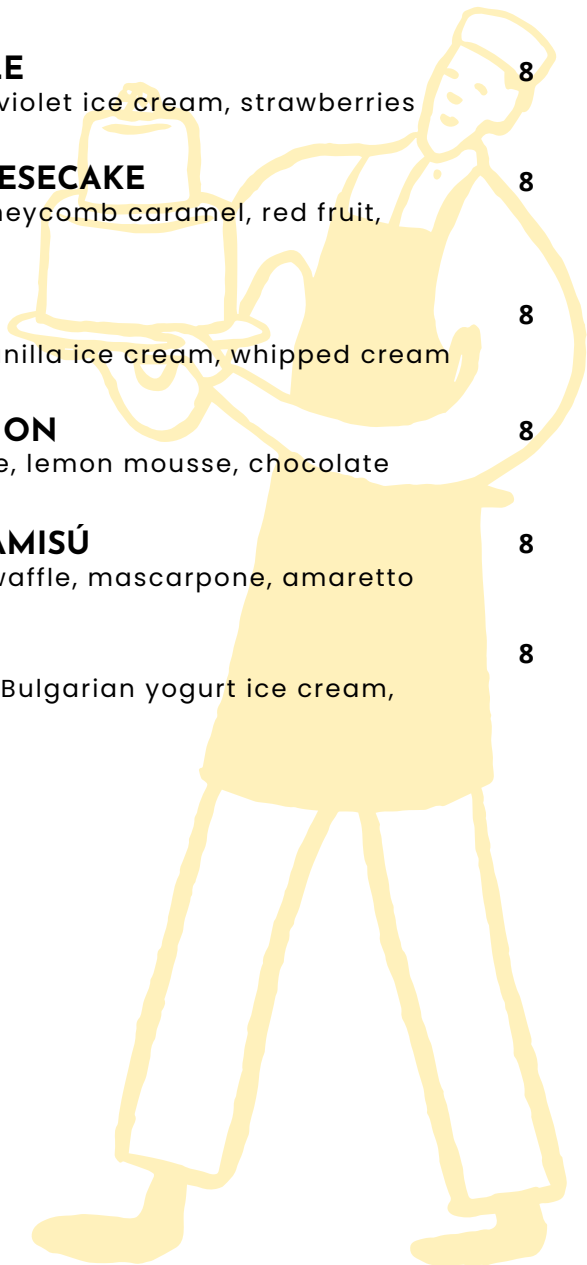 LE 8
violet ice cream, strawberries
ESECAKE 8
neycomb caramel, red fruit,
8
nilla ice cream, whipped cream
ON 8
e, lemon mousse, chocolate
AMISÚ 8
waffle, mascarpone, amaretto
8
Bulgarian yogurt ice cream,